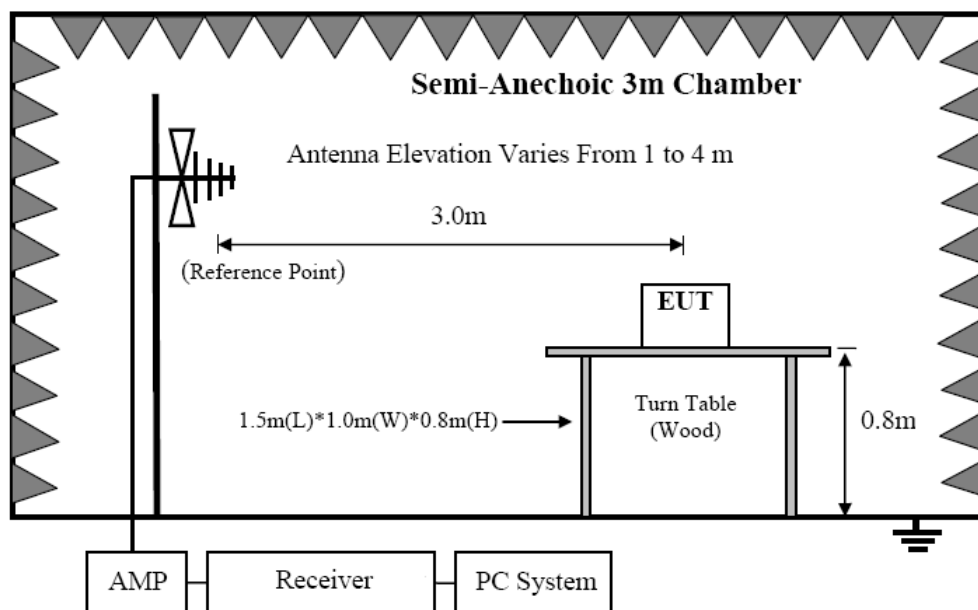 Semi-Anechoic 3m Chamber
Antenna Elevation Varies From 1 to 4 m
3.0m
(Reference Point)
EUT
1.5m(L)*1.0m(W)*0.8m(H)
Turn Table
(Wood)
0.8m
AMP
Receiver
PC System